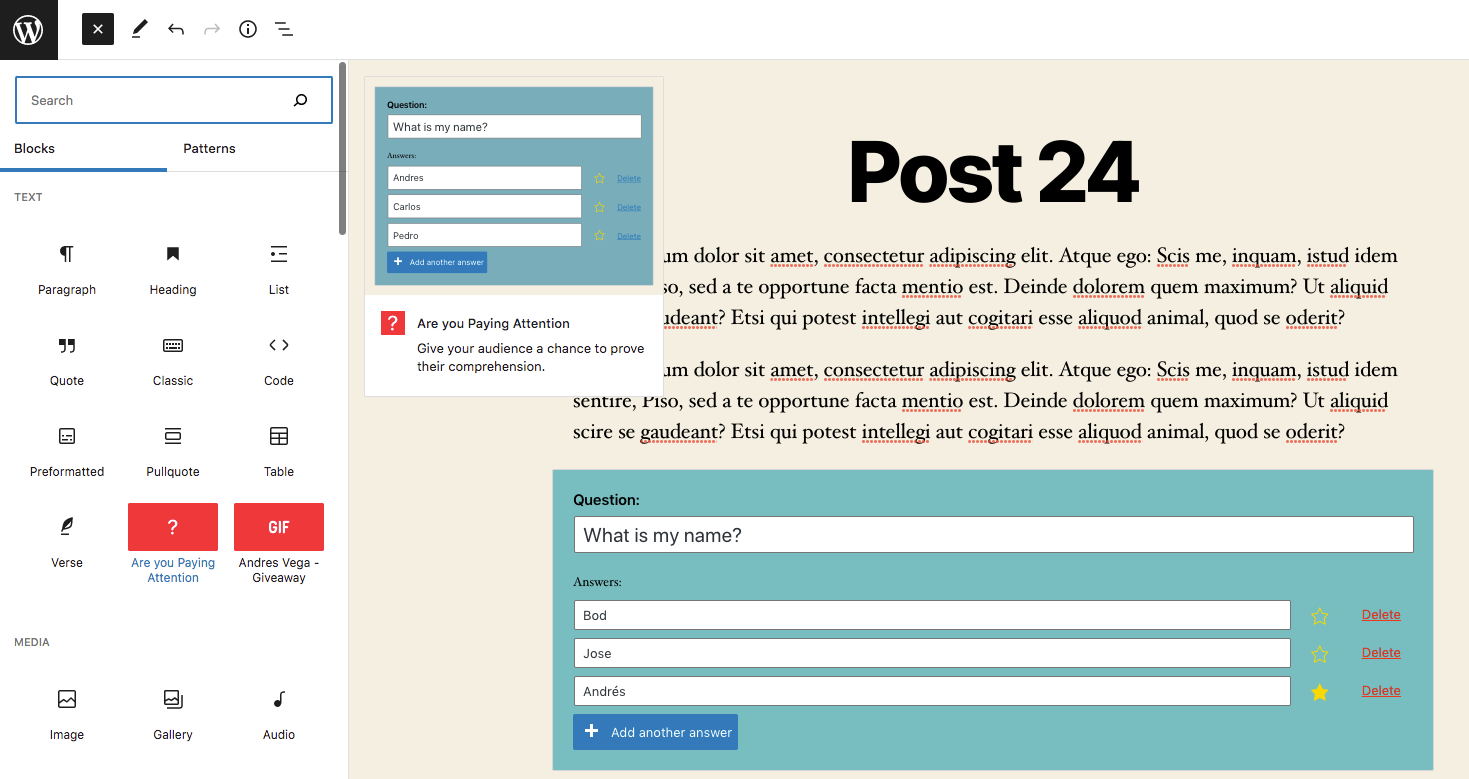 Search
Blocks
Patterns
TEXT
Paragraph
Heading
List
Quote
Classic
Code
Preformatted
Pullquote
Table
Verse
?
Are you Paying
Attention
GIF
Andres Vega -
Giveaway
MEDIA
Image
Gallery
Audio
Question:
What is my name?
Answers:
Andres
Delete
Carlos
Delete
Pedro
Delete
+ Add another answer
?
Are you Paying Attention
Give your audience a chance to prove
their comprehension.
Post 24
um dolor sit amet, consectetur adipiscing elit. Atque ego: Scis me, inquam, istud idem
so, sed a te opportune facta mentio est. Deinde dolorem quem maximum? Ut aliquid
udeant? Etsi qui potest intellegi aut cogitari esse aliquod animal, quod se oderit?
um dolor sit amet, consectetur adipiscing elit. Atque ego: Scis me, inquam, istud idem
sentire, Piso, sed a te opportune facta mentio est. Deinde dolorem quem maximum? Ut aliquid
scire se gaudeant? Etsi qui potest intellegi aut cogitari esse aliquod animal, quod se oderit?
Question:
What is my name?
Answers:
Bod
Delete
Jose
Delete
Andrés
Delete
+ Add another answer